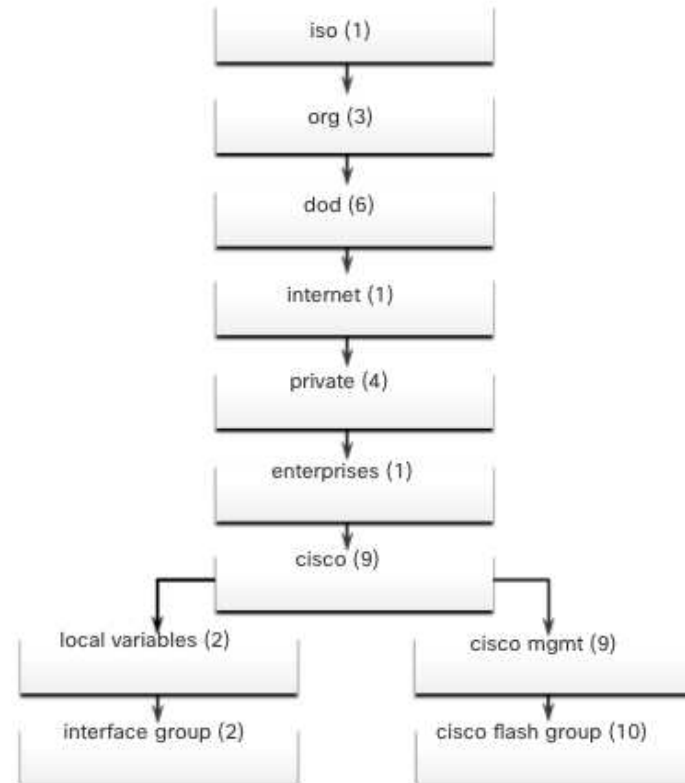 iso (1)
org (3)
dod (6)
internet (1)
private (4)
enterprises (1)
cisco (9)
local variables (2)
cisco mgmt (9)
interface group (2)
cisco flash group (10)